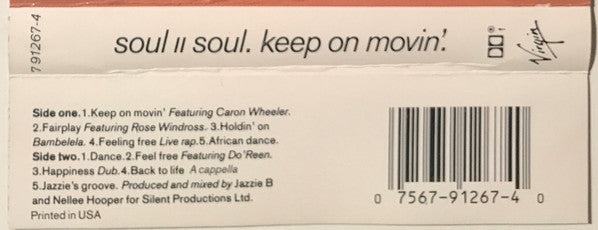 791267-4
soul II soul. keep on movin'.
Virgin
Side one.1.Keep on movin' Featuring Caron Wheeler.
2.Fairplay Featuring Rose Windross. 3.Holdin' on
Bambelela. 4.Feeling free Live rap.5.African dance.
Side two.1.Dance.2.Feel free Featuring Do'Reen.
3.Happiness Dub.4.Back to life A cappella
5.Jazzie's groove. Produced and mixed by Jazzie B
and Nellee Hooper for Silent Productions Ltd.
Printed in USA
0 7567-91267-4 0